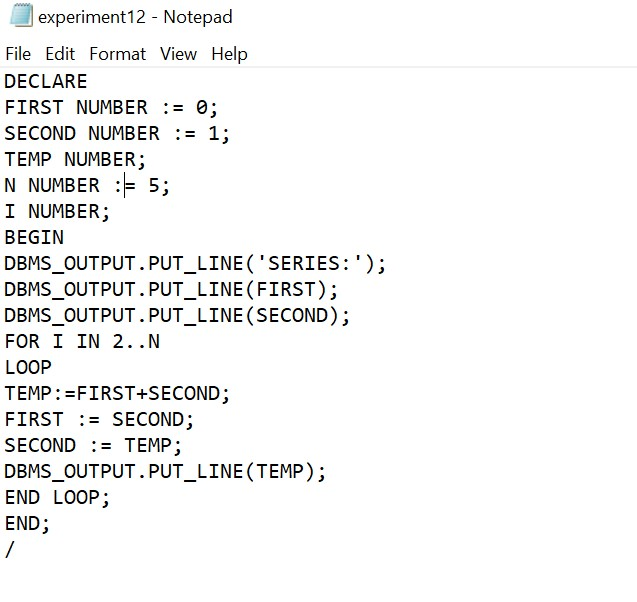 experiment12 - Notepad
File Edit Format View Help
DECLARE
FIRST NUMBER := 0;
SECOND NUMBER := 1;
TEMP NUMBER;
N NUMBER := 5;
I NUMBER;
BEGIN
DBMS_OUTPUT.PUT_LINE('SERIES:');
DBMS_OUTPUT.PUT_LINE(FIRST);
DBMS_OUTPUT.PUT_LINE(SECOND);
FOR I IN 2..N
LOOP
TEMP:=FIRST+SECOND;
FIRST := SECOND;
SECOND := TEMP;
DBMS_OUTPUT.PUT_LINE(TEMP);
END LOOP;
END;
/